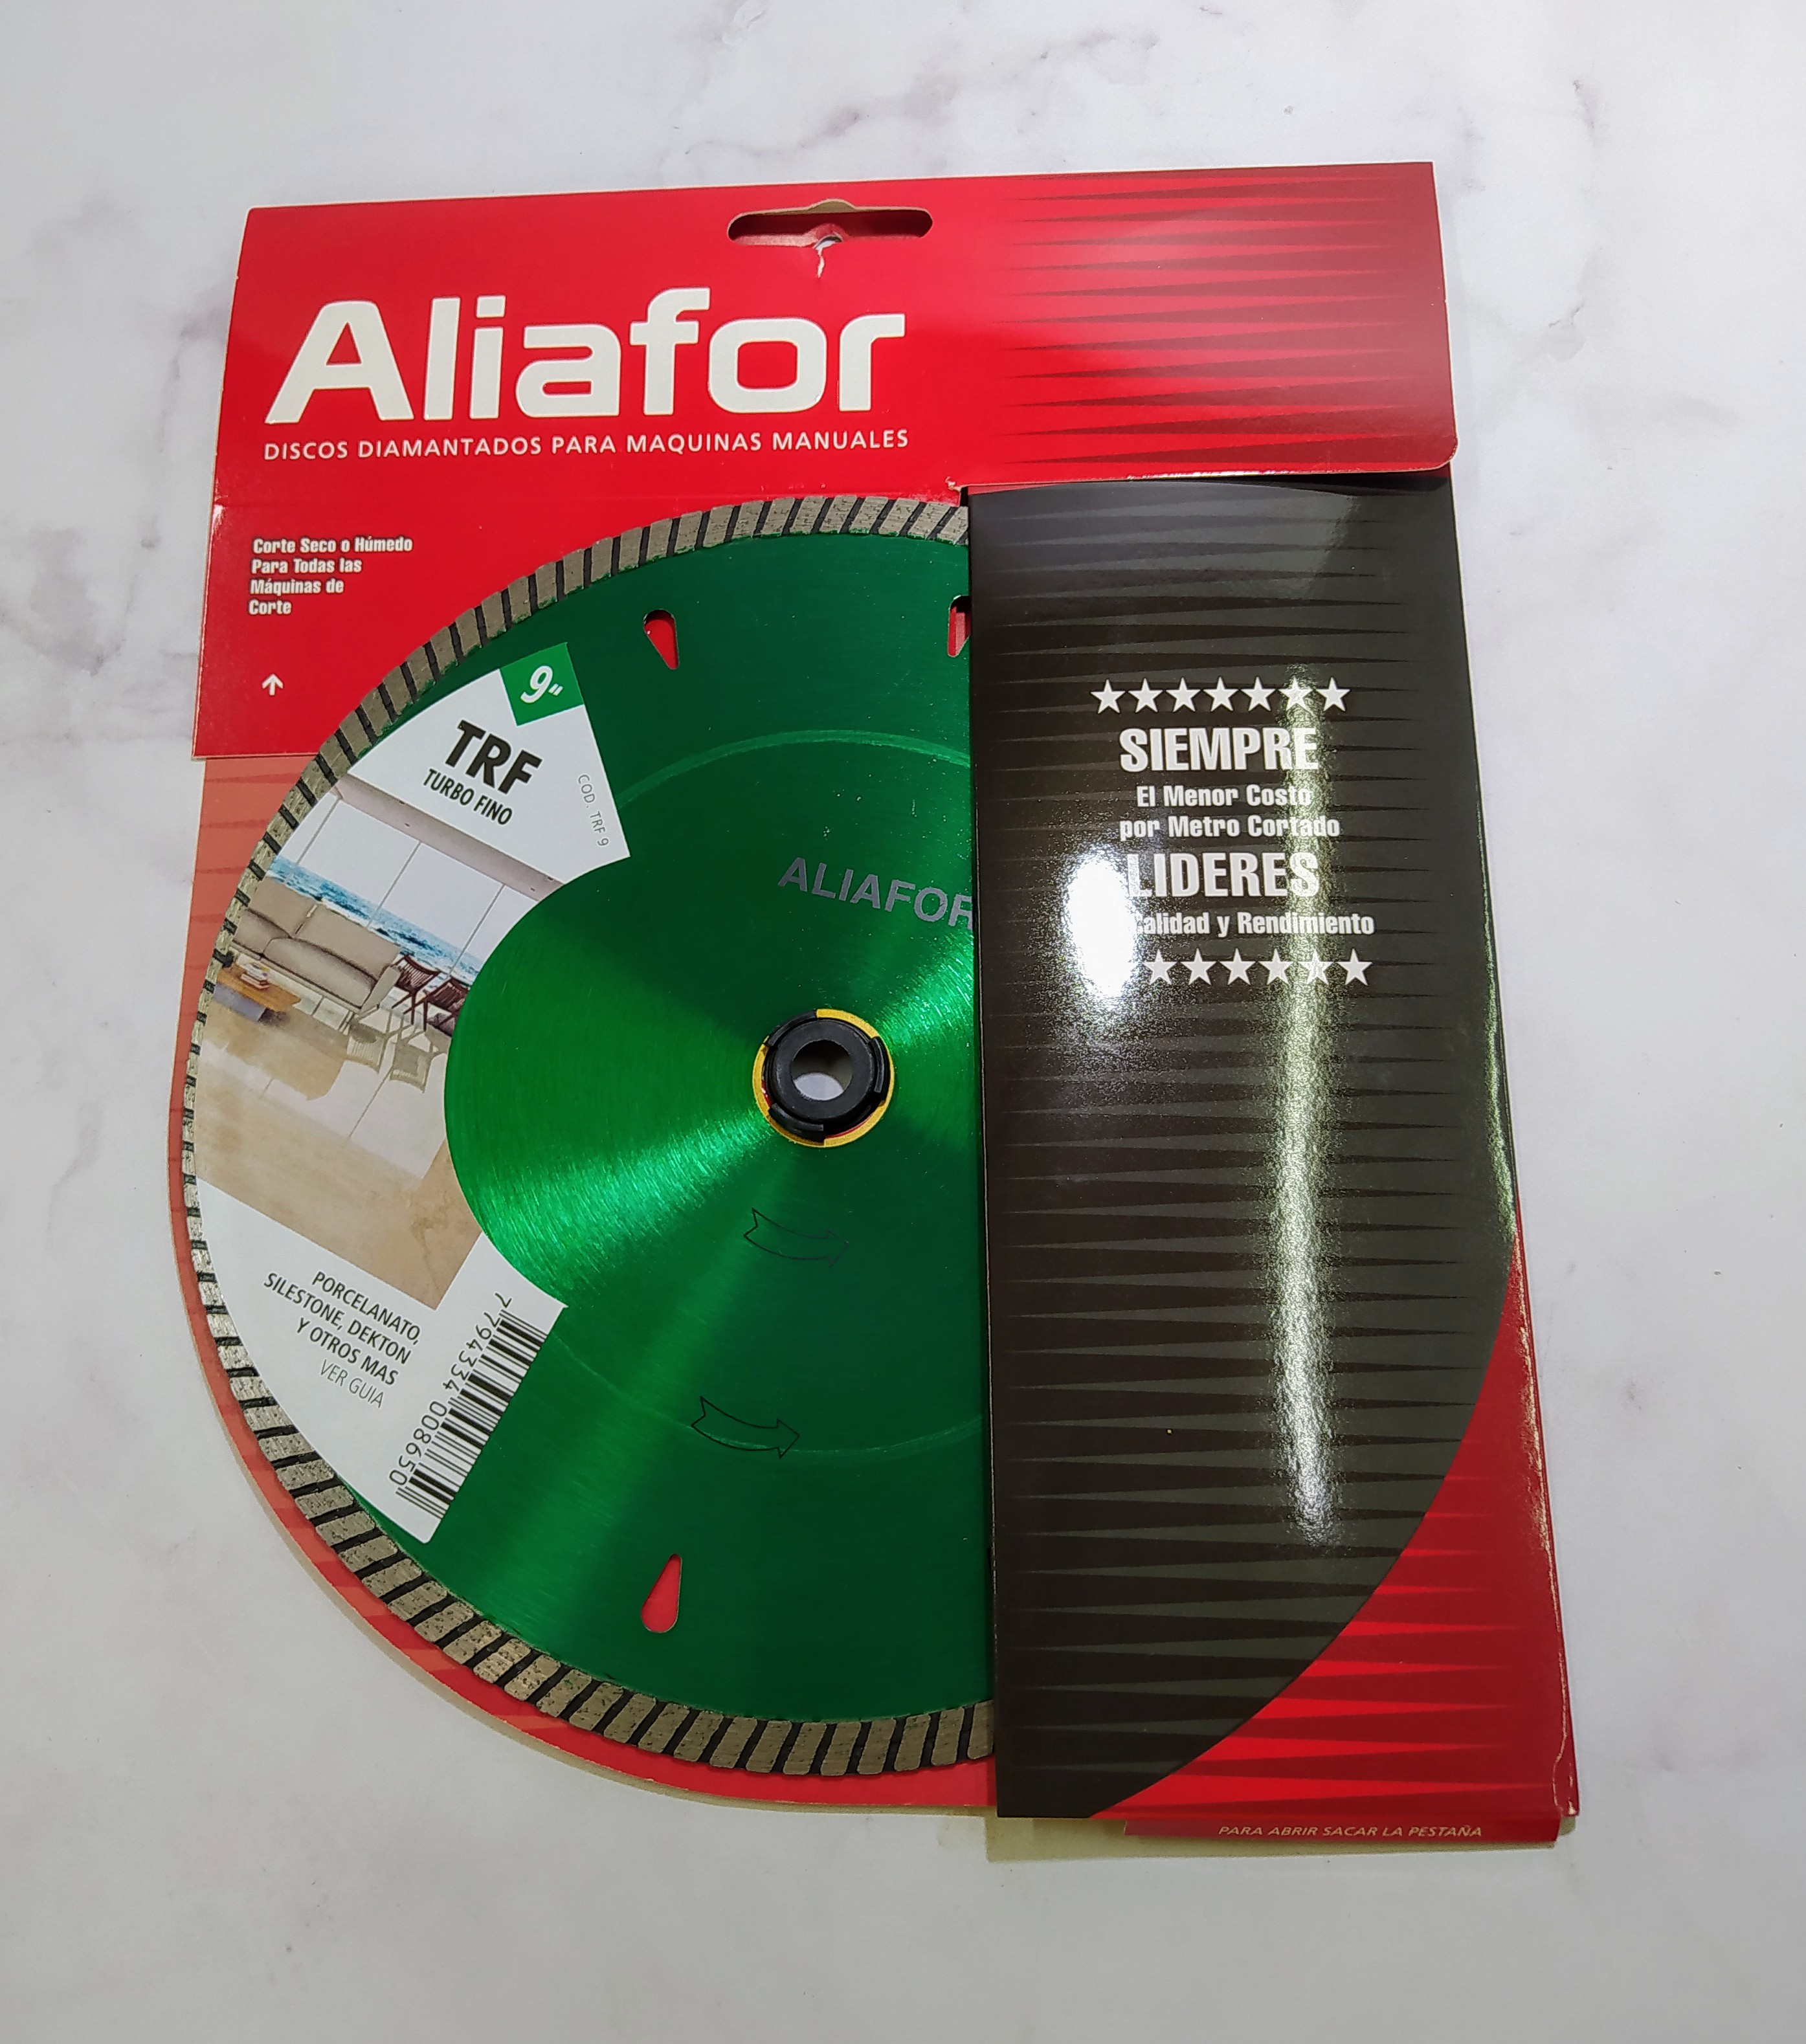 Aliafor
DISCOS DIAMANTADOS PARA MAQUINAS MANUALES
Corte Seco o Húmedo
Para Todas las
Máquinas de
Corte
9"
TRF
TURBO FINO
COD. TRF 9
ALIAFOR
PORCELANATO,
SILESTONE, DEKTON
Y OTROS MAS
VER GUIA
7 794334 008650
SIEMPRE
El Menor Costo
por Metro Cortado
LIDERES
y Rendimiento
PARA ABRIR SACAR LA PESTAÑA